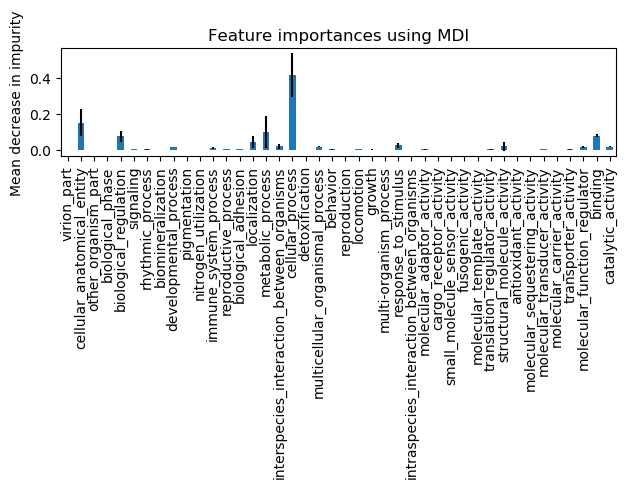 Feature importances using MDI
Mean decrease in impurity
0.4
0.2
0.0
virion_part
cellular_anatomical_entity
other_organism_part
biological_phase
biological_regulation
signaling
rhythmic_process
biomineralization
developmental_process
pigmentation
nitrogen_utilization
immune_system_process
reproductive_process
biological_adhesion
localization
metabolic_process
interspecies_interaction_between_organisms
cellular_process
detoxification
multicellular_organismal_process
behavior
reproduction
locomotion
growth
multi-organism_process
response_to_stimulus
intraspecies_interaction_between_organisms
molecular_adaptor_activity
cargo_receptor_activity
small_molecule_sensor_activity
fusogenic_activity
molecular_template_activity
translation_regulator_activity
structural_molecule_activity
antioxidant_activity
molecular_sequestering_activity
molecular_transducer_activity
molecular_carrier_activity
transporter_activity
molecular_function_regulator
binding
catalytic_activity